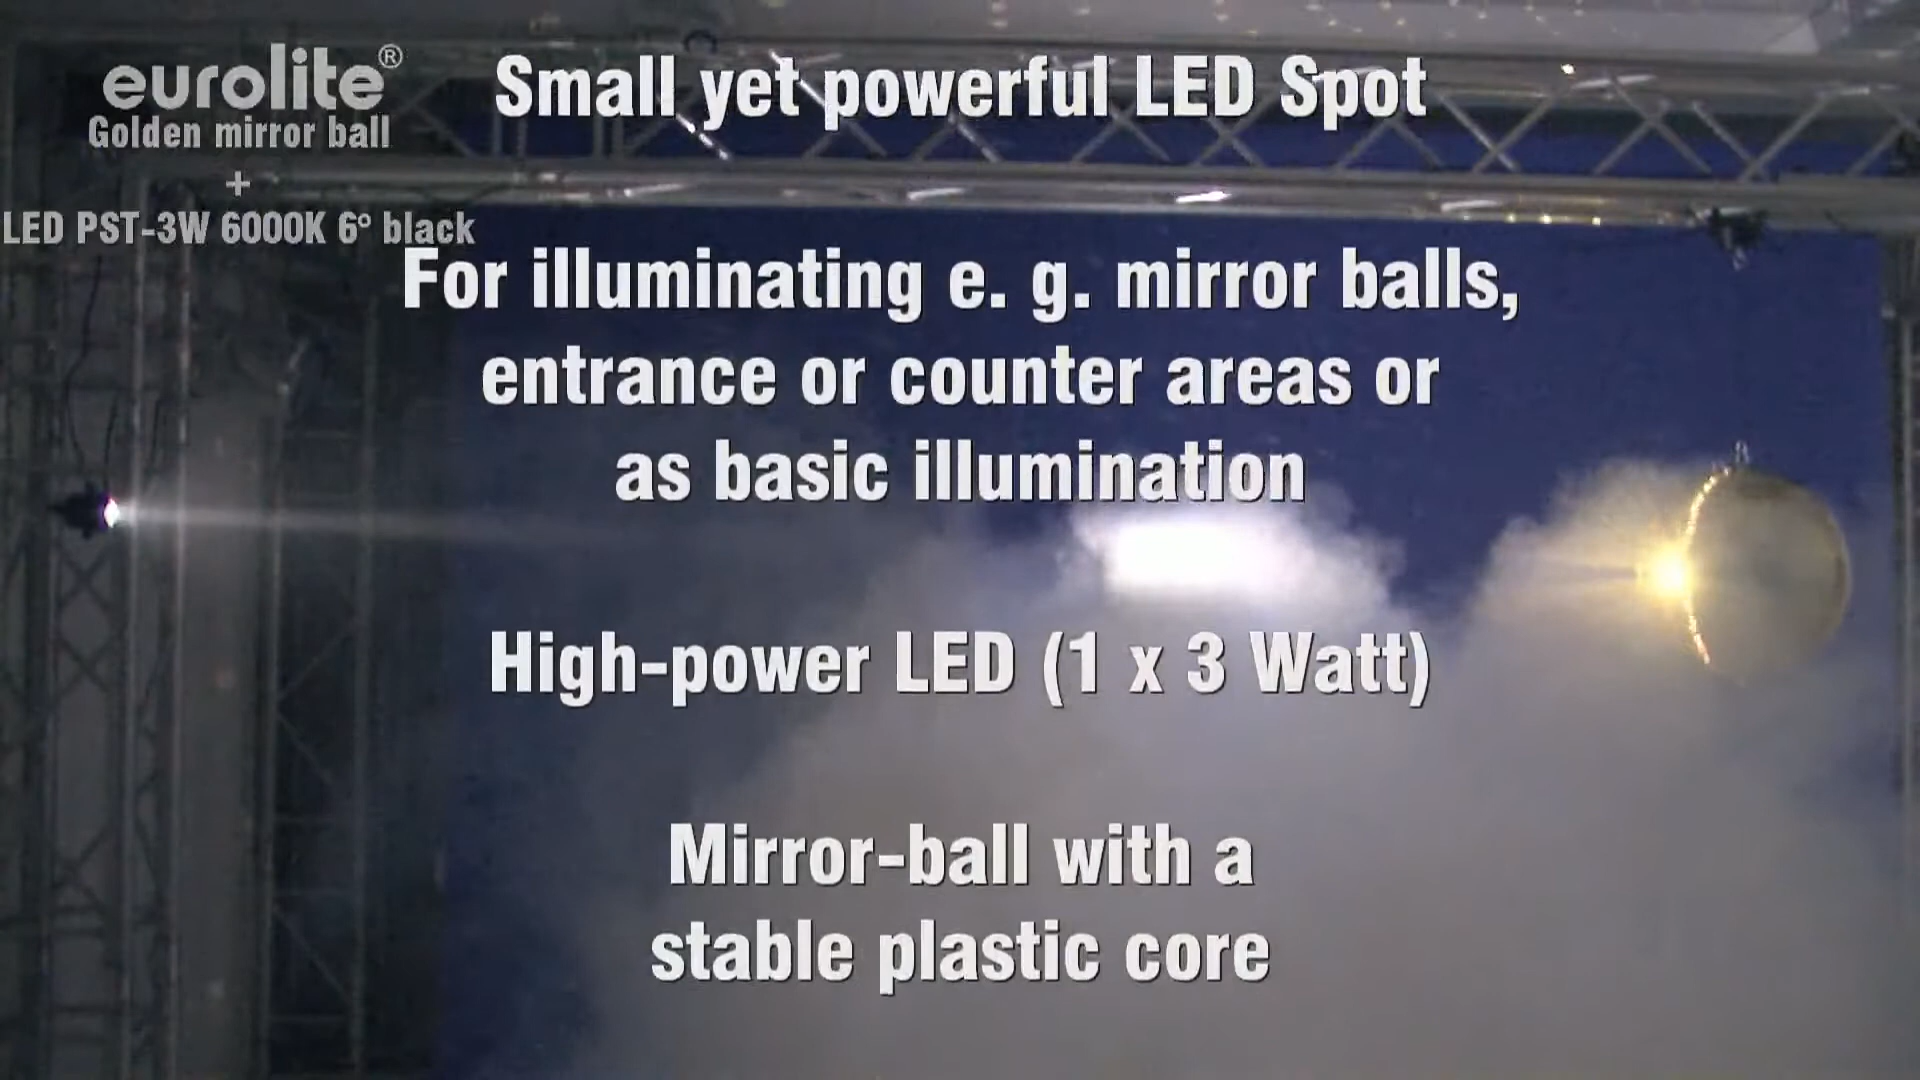 eurolite®
Golden mirror ball
+
LED PST-3W 6000K 6° black
Small yet powerful LED Spot
For illuminating e. g. mirror balls,
entrance or counter areas or
as basic illumination
High-power LED (1 x 3 Watt)
Mirror-ball with a
stable plastic core